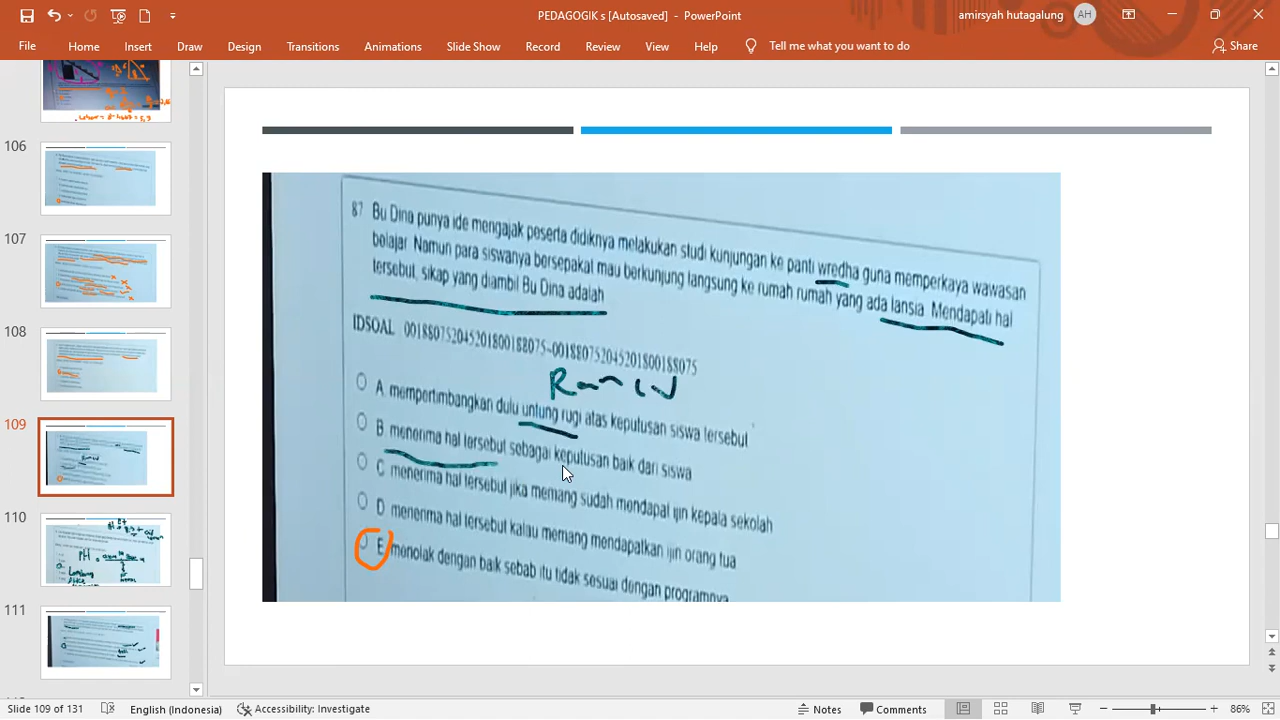 PEDAGOGIK s [Autosaved] - PowerPoint
amirsyah hutagalung
AH
File
Home
Insert
Draw
Design
Transitions
Animations
Slide Show
Record
Review
View
Help
Tell me what you want to do
Share
106
107
108
109
110
111
87 Bu Dina punya ide mengajak peserta didiknya melakukan studi kunjungan ke panti wredha guna memperkaya wawasan
belajar. Namun para siswanya bersepakat mau berkunjung langsung ke rumah rumah yang ada lansia. Mendapati hal
tersebut, sikap yang diambil Bu Dina adalah
IDSOAL 001880752045201800188075-001880752045201800188075
A. mempertimbangkan dulu untung rugi atas keputusan siswa tersebut
B. menerima hal tersebut sebagai keputusan baik dari siswa
C. menerima hal tersebut jika memang sudah mendapat ijin kepala sekolah
D. menerima hal tersebut kalau memang mendapatkan ijin orang tua
E. menolak dengan baik sebab itu tidak sesuai dengan programnya
Slide 109 of 131
English (Indonesia)
Accessibility: Investigate
Notes
Comments
86%